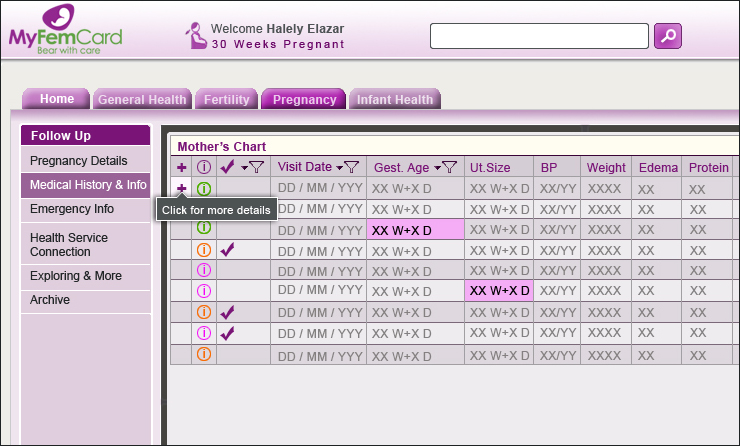 MyFemCard
Bear with care
Welcome Halely Elazar
30 Weeks Pregnant
Home General Health Fertility Pregnancy Infant Health
Follow Up
Pregnancy Details
Medical History & Info
Emergency Info
Health Service
Connection
Exploring & More
Archive
Mother's Chart
Visit Date Gest. Age Ut.Size BP Weight Edema Protein
DD / MM / YYY XX W+X D XX W+X D XX/YY XXXX XX XX
Click for more details
DD / MM / YYY XX W+X D XX W+X D XX/YY XXXX XX XX
DD / MM / YYY XX W+X D XX W+X D XX/YY XXXX XX XX
DD / MM / YYY XX W+X D XX W+X D XX/YY XXXX XX XX
DD / MM / YYY XX W+X D XX W+X D XX/YY XXXX XX XX
DD / MM / YYY XX W+X D XX W+X D XX/YY XXXX XX XX
DD / MM / YYY XX W+X D XX W+X D XX/YY XXXX XX XX
DD / MM / YYY XX W+X D XX W+X D XX/YY XXXX XX XX
DD / MM / YYY XX W+X D XX W+X D XX/YY XXXX XX XX